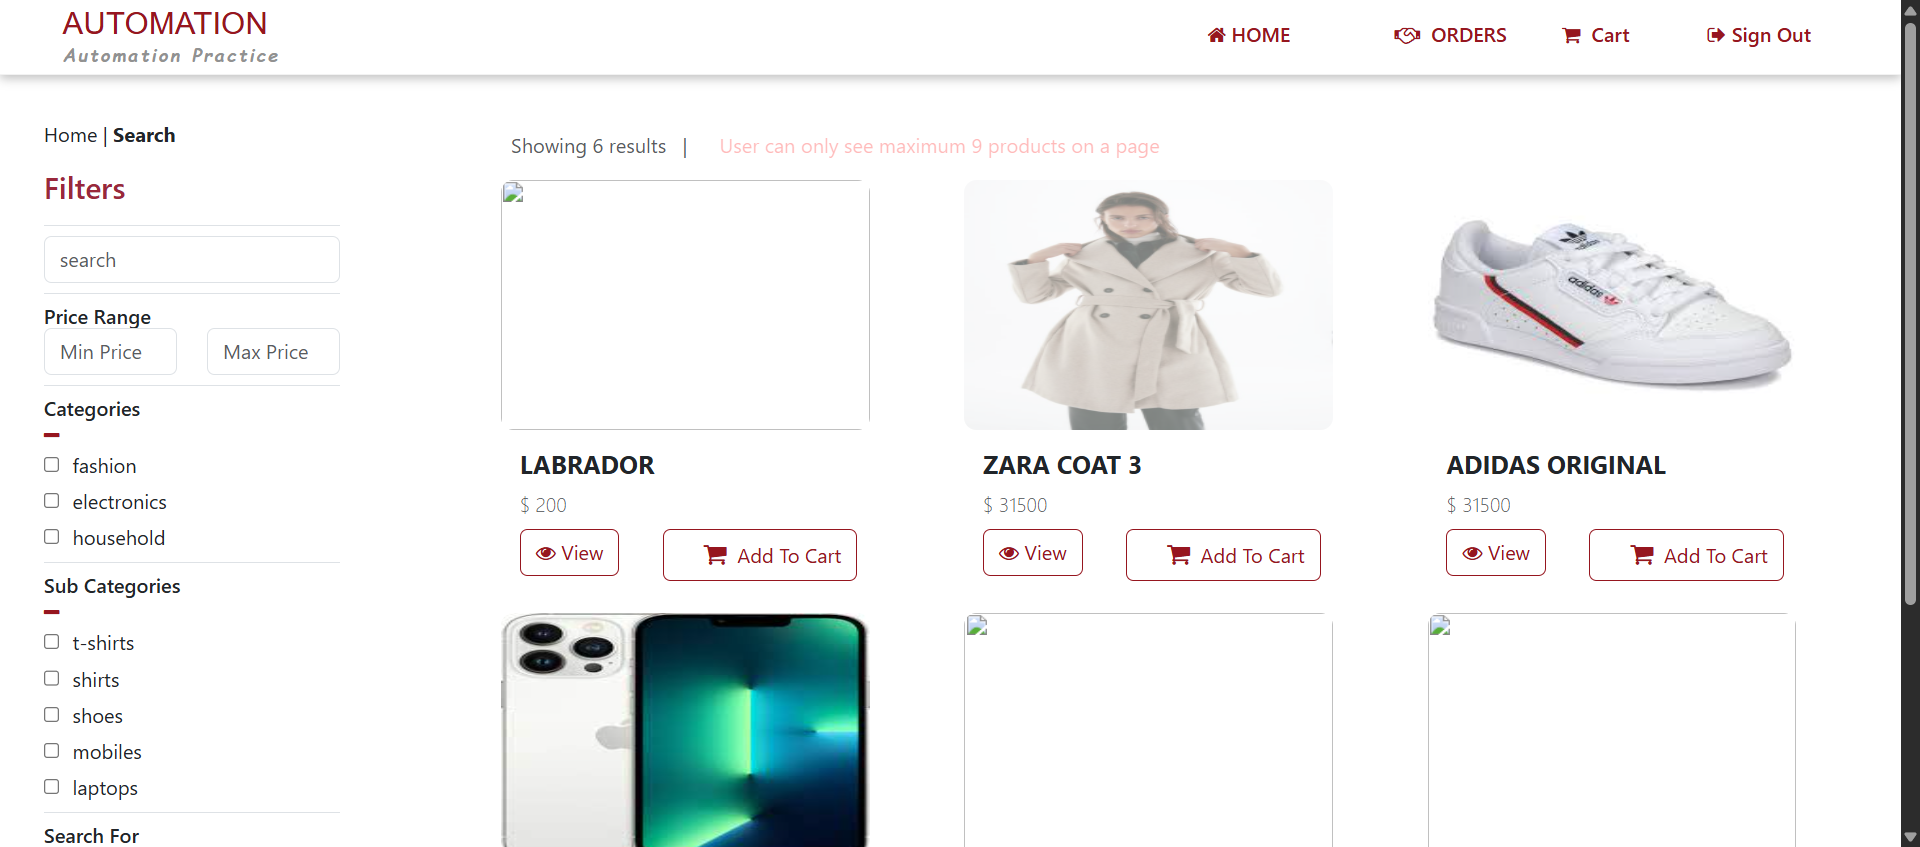 AUTOMATION
Automation Practice
HOME
ORDERS
Cart
Sign Out
Home | Search
Filters
search
Price Range
Min Price
Max Price
Categories
fashion
electronics
household
Sub Categories
t-shirts
shirts
shoes
mobiles
laptops
Search For
Showing 6 results |
User can only see maximum 9 products on a page
adidas
adidas
LABRADOR
$ 200
View
Add To Cart
ZARA COAT 3
$ 31500
View
Add To Cart
ADIDAS ORIGINAL
$ 31500
View
Add To Cart